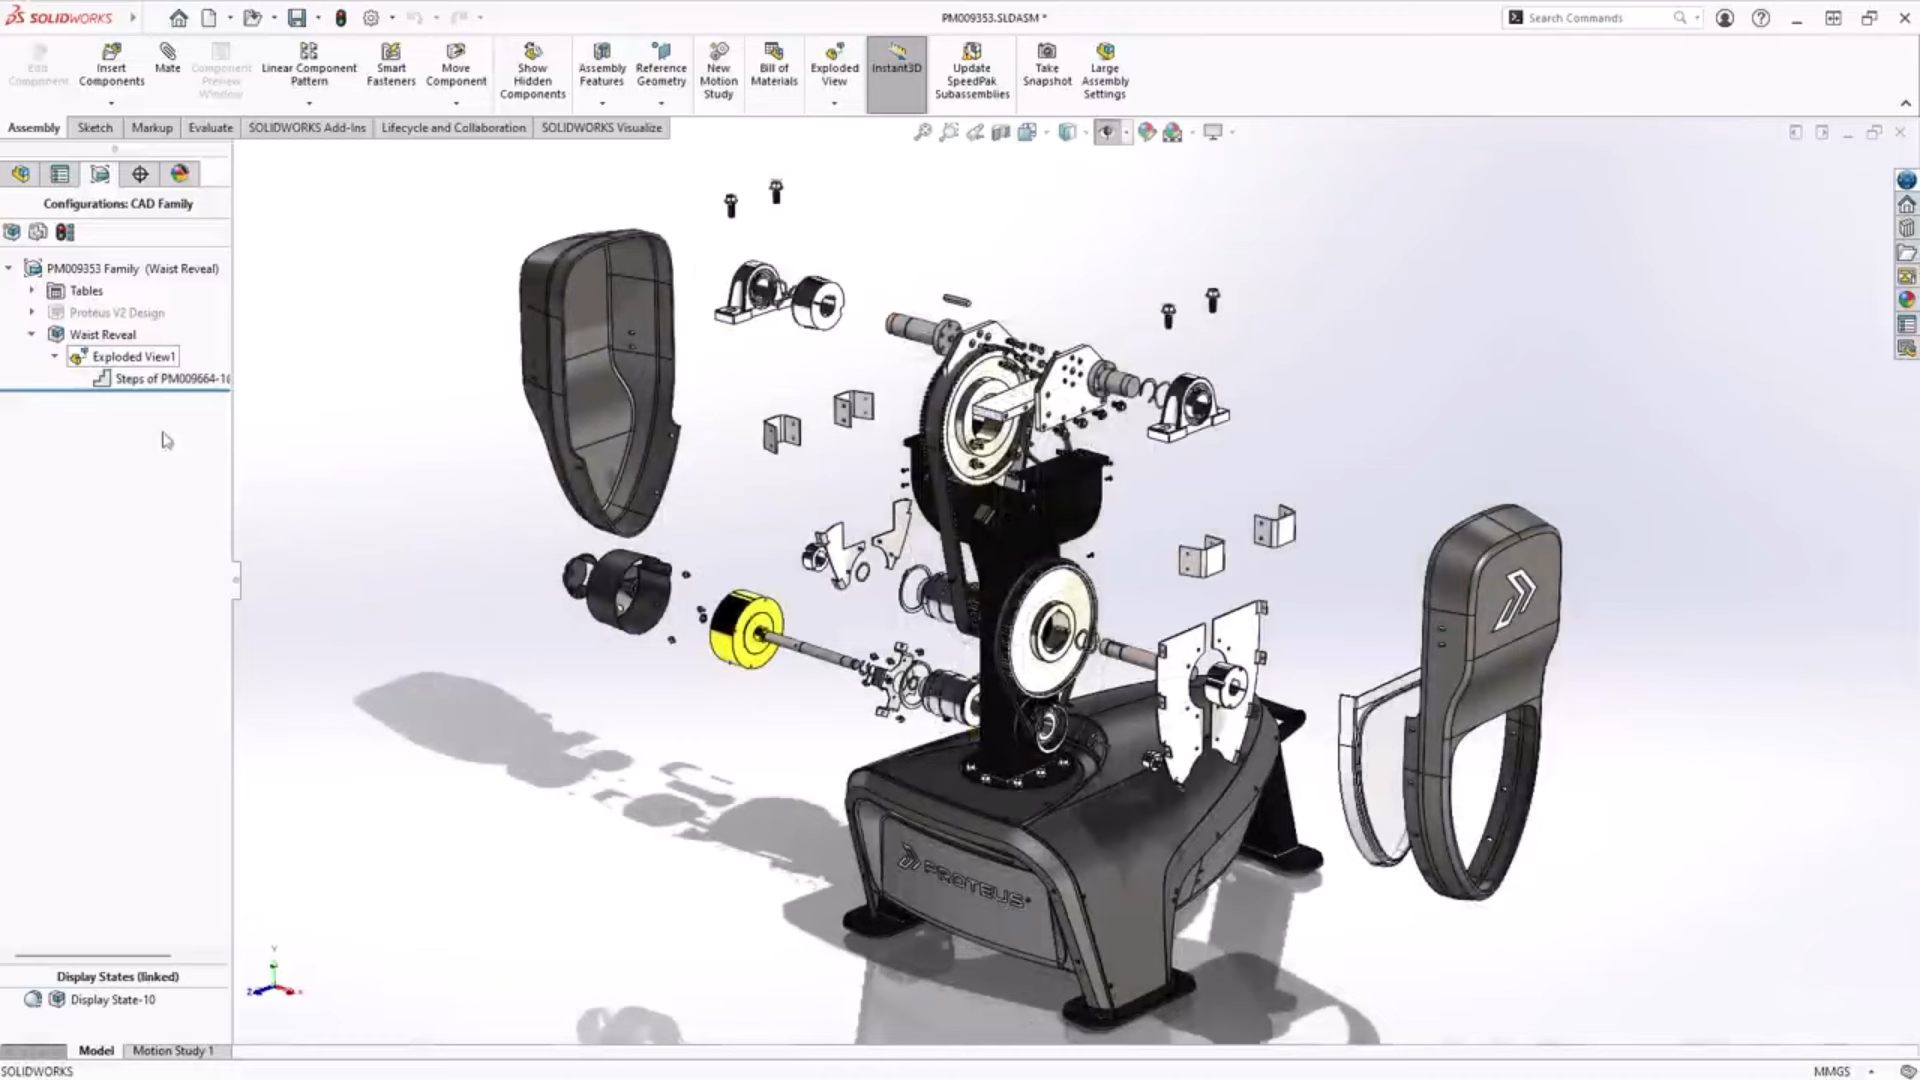 SOLIDWORKS
PM009353.SLDASM *
Search Commands
Edit Component
Insert Components
Mate
Component Preview Window
Linear Component Pattern
Smart Fasteners
Move Component
Show Hidden Components
Assembly Features
Reference Geometry
New Motion Study
Bill of Materials
Exploded View
Instant3D
Update SpeedPak Subassemblies
Take Snapshot
Large Assembly Settings
Assembly
Sketch
Markup
Evaluate
SOLIDWORKS Add-Ins
Lifecycle and Collaboration
SOLIDWORKS Visualize
Configurations: CAD Family
PM009353 Family (Waist Reveal)
Tables
Proteus V2 Design
Waist Reveal
Exploded View1
Steps of PM009664-1
PROTEUS
Y
Z
X
Display States (linked)
Display State-10
Model
Motion Study 1
SOLIDWORKS
MMGS